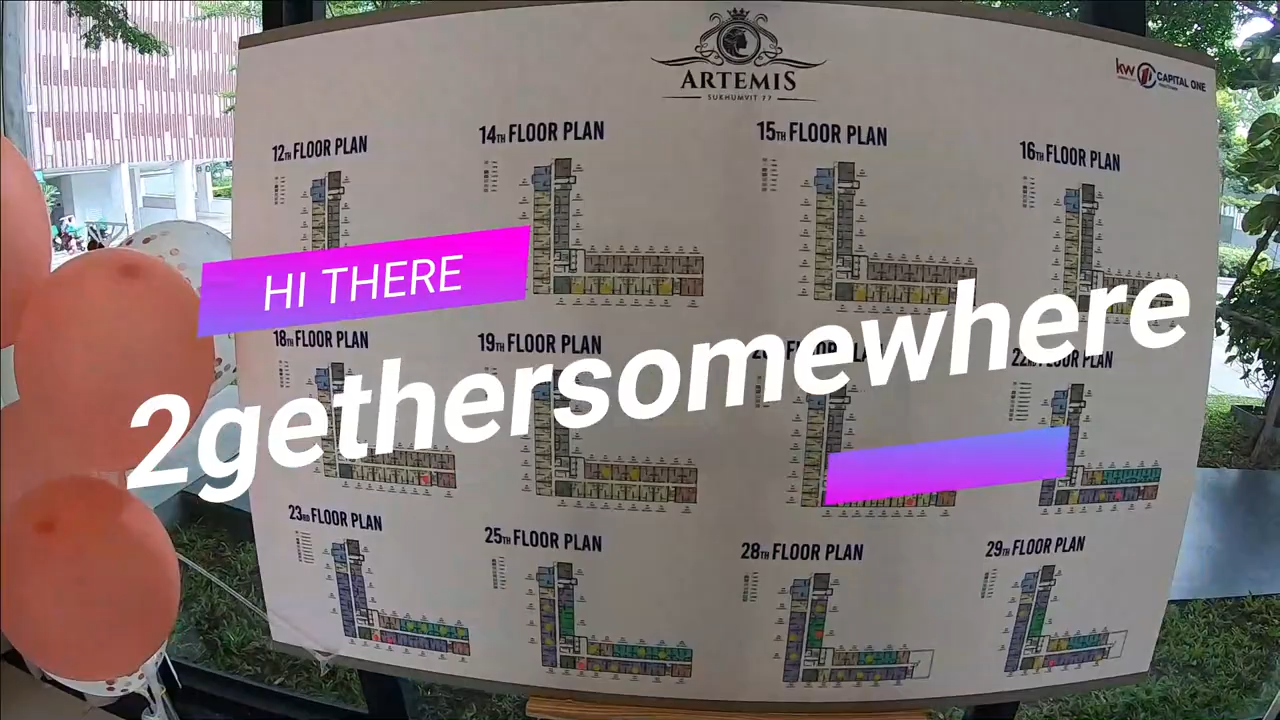 ARTEMIS
SUKHUMVIT 77
kw CAPITAL ONE
12TH FLOOR PLAN
14TH FLOOR PLAN
15TH FLOOR PLAN
16TH FLOOR PLAN
HI THERE
2gethersomewhere
18TH FLOOR PLAN
19TH FLOOR PLAN
FLOOR PLAN
22ND FLOOR PLAN
23RD FLOOR PLAN
25TH FLOOR PLAN
28TH FLOOR PLAN
29TH FLOOR PLAN